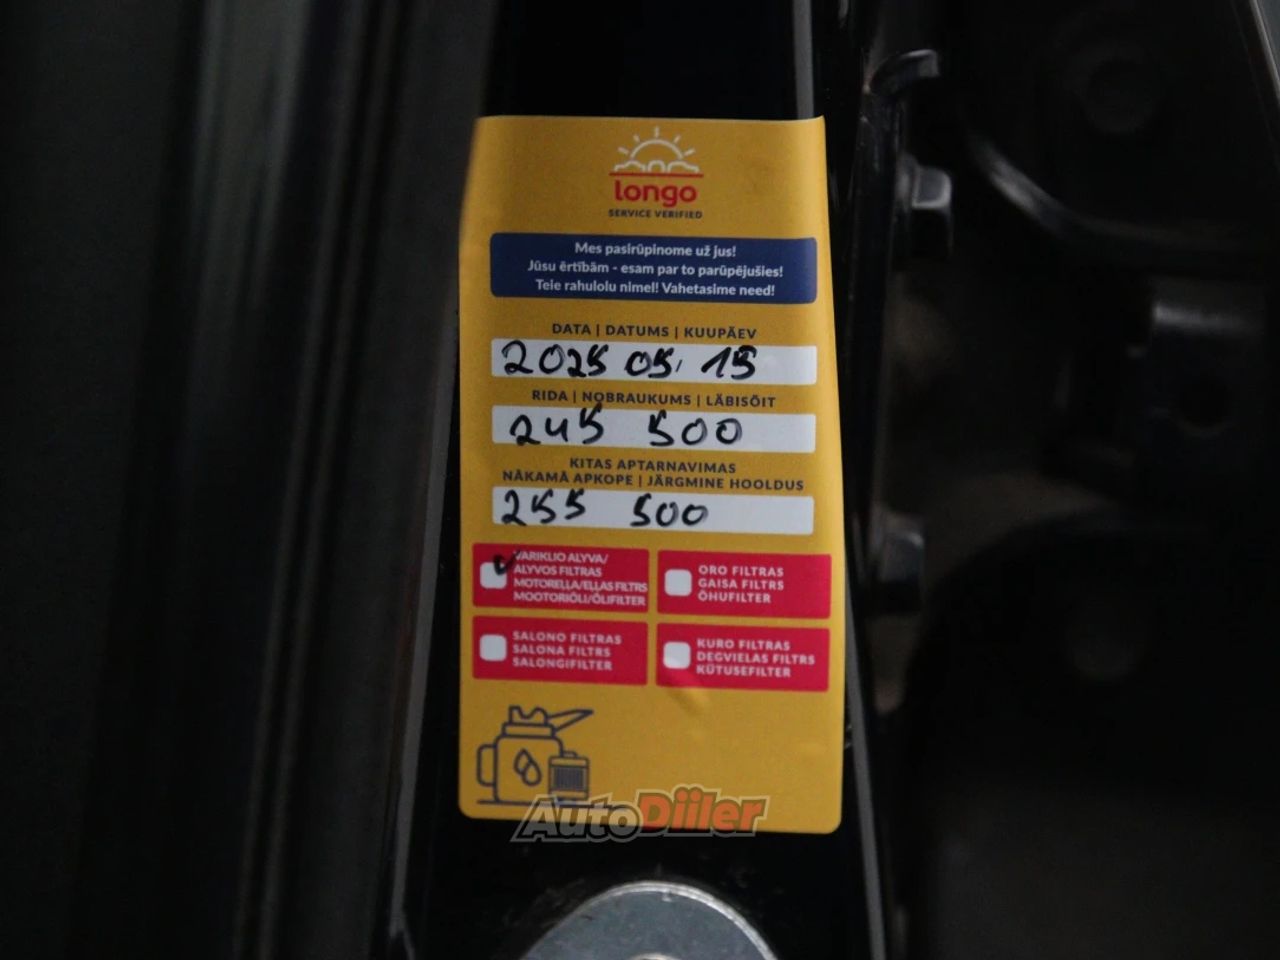 longo
SERVICE VERIFIED
Mes pasirūpinome už jus!
Jūsu ērtībām - esam par to parūpējušies!
Teie rahulolu nimel! Vahetasime need!
DATA | DATUMS | KUUPÄEV
2025 05, 15
RIDA | NOBRAUKUMS | LÄBISÕIT
245 500
KITAS APTARNAVIMAS
NĀKAMĀ APKOPE | JÄRGMINE HOOLDUS
255 500
VARIKLIO ALYVA/
ALYVOS FILTRAS
MOTOREĻĻA/EĻĻAS FILTRS
MOOTORIÕLI/ÕLIFILTER
ORO FILTRAS
GAISA FILTRS
ÕHUFILTER
SALONO FILTRAS
SALONA FILTRS
SALONGIFILTER
KURO FILTRAS
DEGVIELAS FILTRS
KÜTUSEFILTER
AutoDiiler